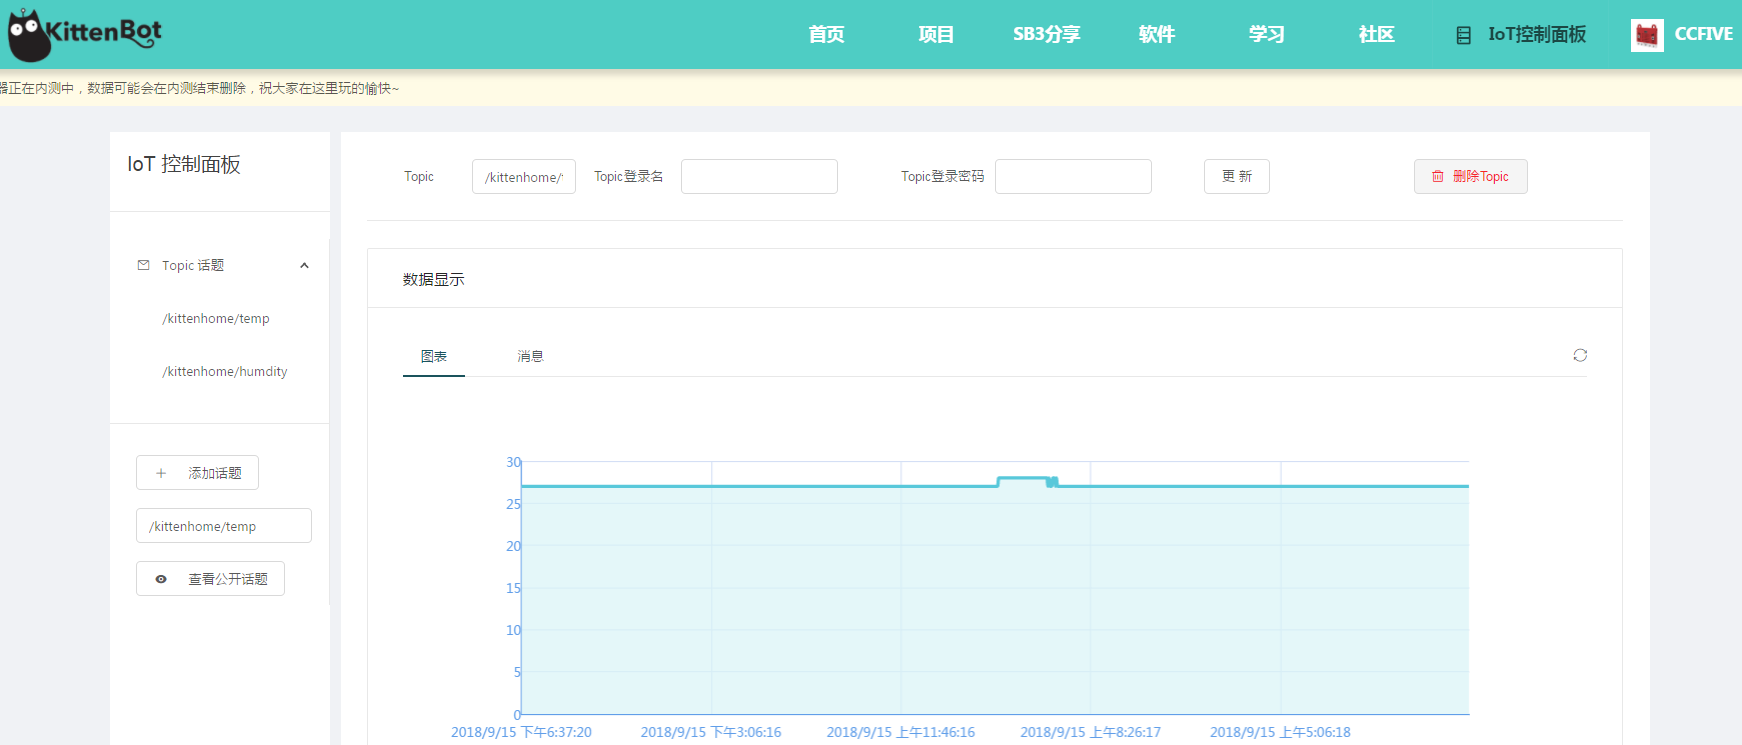 KittenBot
首页 项目 SB3分享 软件 学习 社区 IoT控制面板 CCFIVE
器正在内测中，数据可能会在内测结束删除，祝大家在这里玩的愉快~
IoT 控制面板
Topic 话题
/kittenhome/temp
/kittenhome/humdity
添加话题
/kittenhome/temp
查看公开话题
Topic /kittenhome/ Topic登录名 Topic登录密码 更 新 删除Topic
数据显示
图表 消息
30
25
20
15
10
5
0
2018/9/15 下午6:37:20 2018/9/15 下午3:06:16 2018/9/15 上午11:46:16 2018/9/15 上午8:26:17 2018/9/15 上午5:06:18